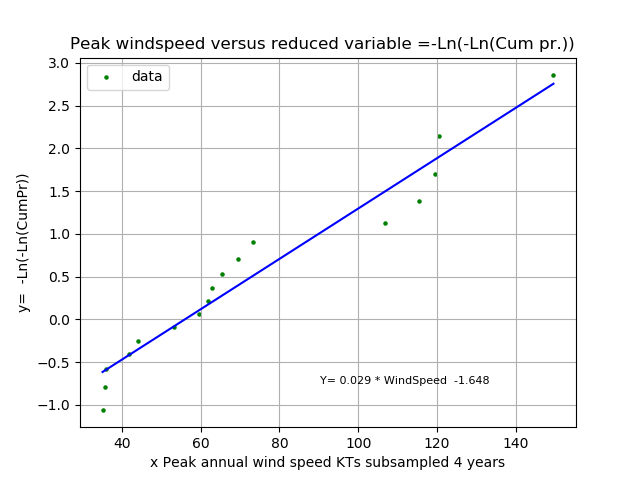 Peak windspeed versus reduced variable =-Ln(-Ln(Cum pr.))
data
3.0
2.5
2.0
1.5
1.0
0.5
0.0
−0.5
−1.0
y=  -Ln(-Ln(CumPr))
Y= 0.029 * WindSpeed  -1.648
40 60 80 100 120 140
x Peak annual wind speed KTs subsampled 4 years